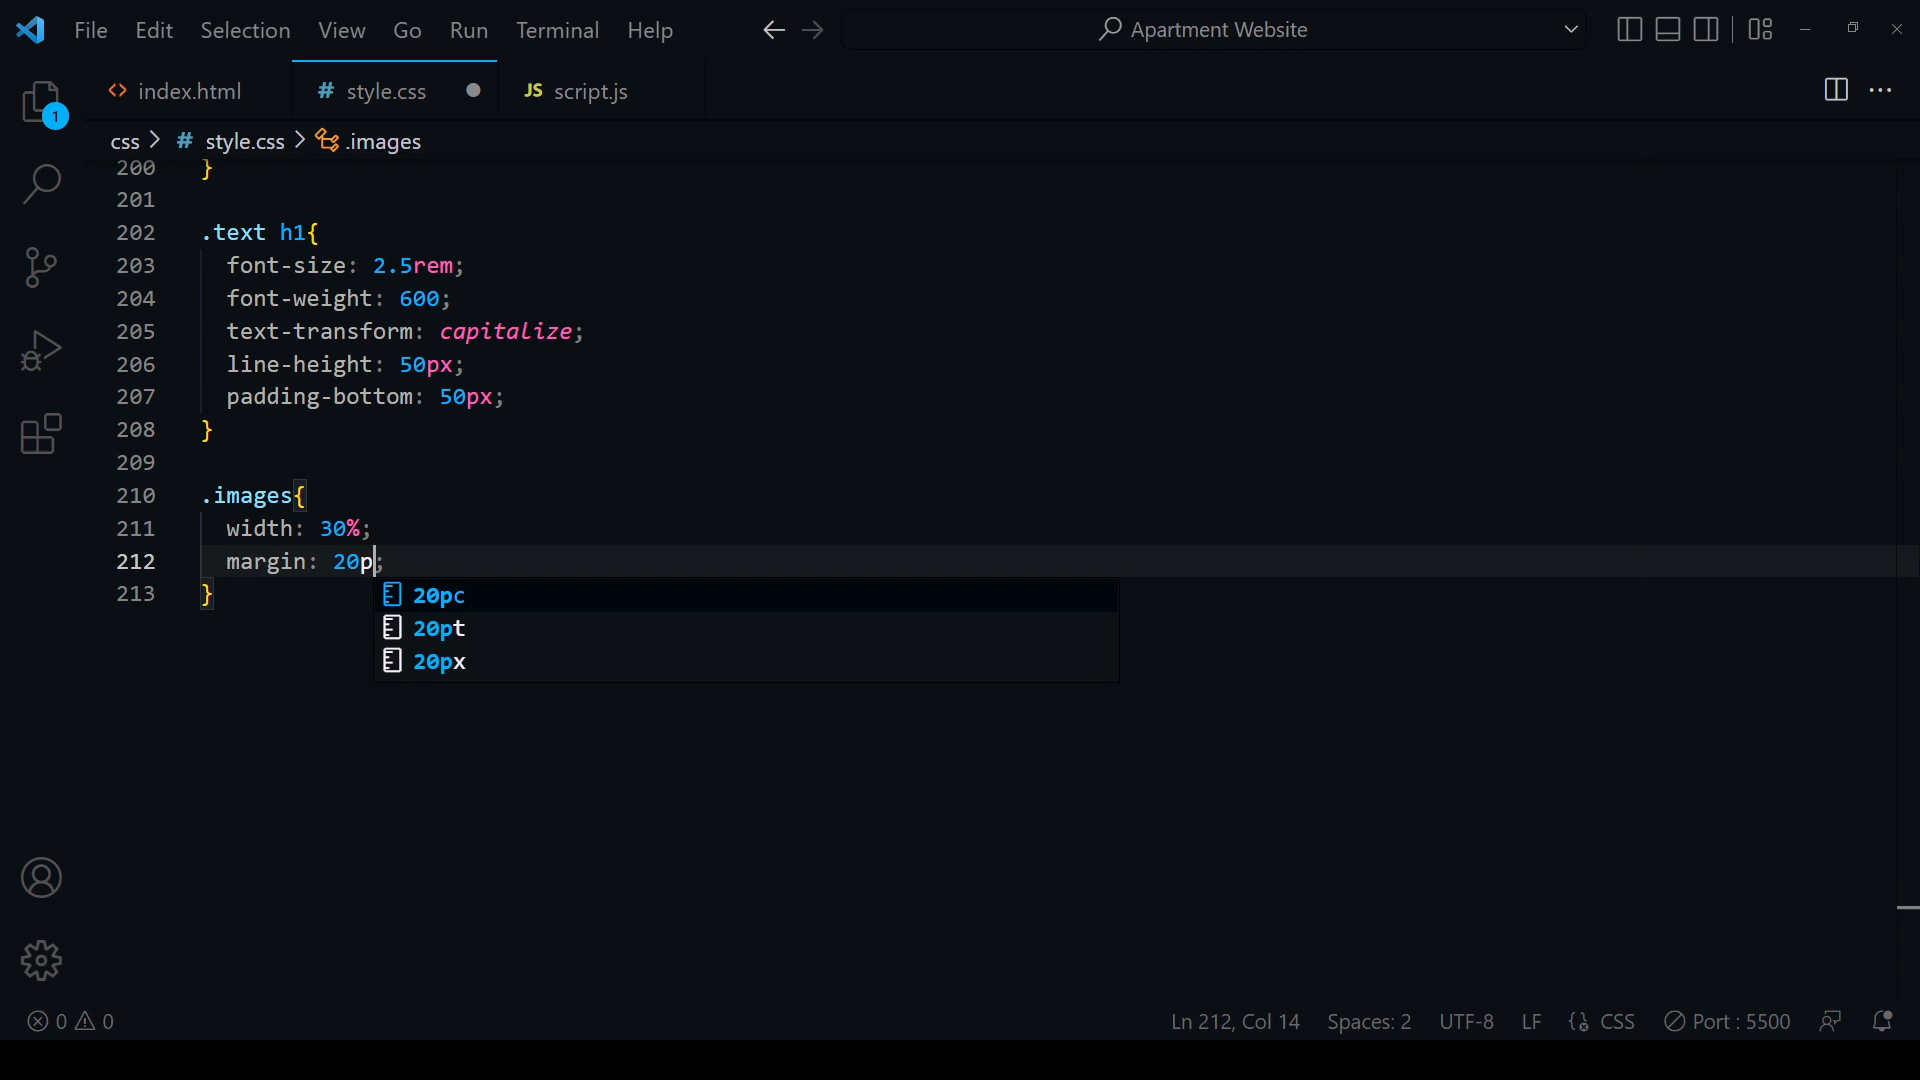 File Edit Selection View Go Run Terminal Help Apartment Website
index.html # style.css JS script.js
1
css > # style.css > .images
200 }
201
202 .text h1{
203 font-size: 2.5rem;
204 font-weight: 600;
205 text-transform: capitalize;
206 line-height: 50px;
207 padding-bottom: 50px;
208 }
209
210 .images{
211 width: 30%;
212 margin: 20p;
213 }
20pc
20pt
20px
0 0 Ln 212, Col 14 Spaces: 2 UTF-8 LF CSS Port : 5500